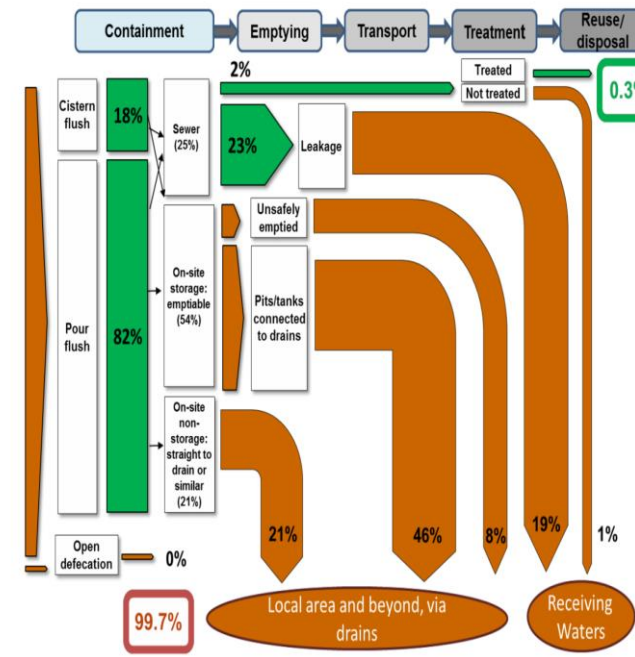 Containment
Emptying
Transport
Treatment
Reuse/
disposal
2%
Treated
Not treated
0.3%
Cistern
flush
18%
Sewer
(25%)
23%
Leakage
Unsafely
emptied
On-site
storage:
emptiable
(54%)
Pits/tanks
connected
to drains
Pour
flush
82%
On-site
non-
storage:
straight to
drain or
similar
(21%)
21%
46%
8%
19%
1%
Open
defecation
0%
99.7%
Local area and beyond, via
drains
Receiving
Waters